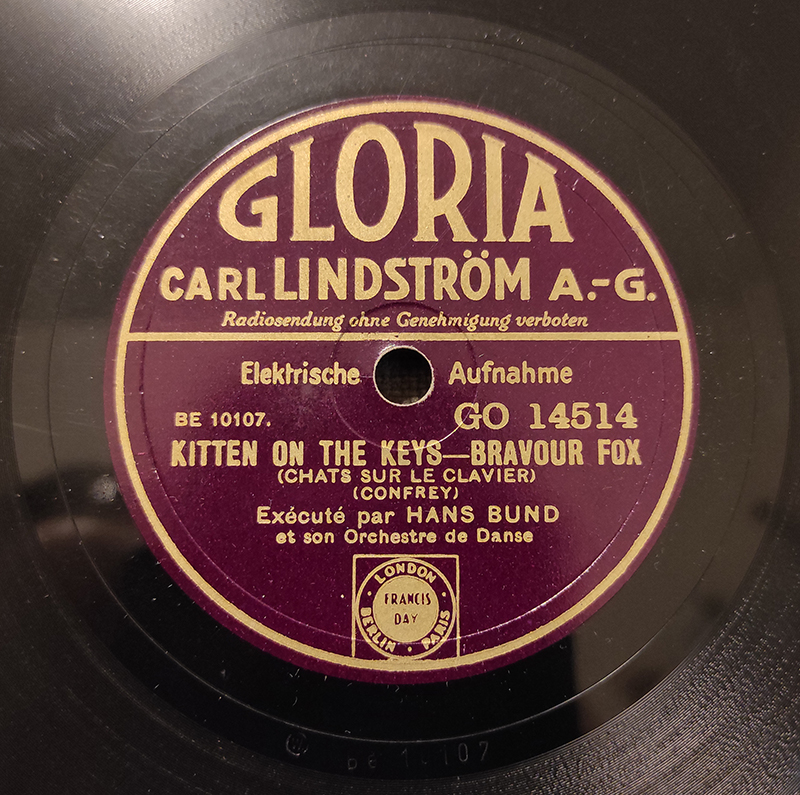 GLORIA
CARL LINDSTRÖM A.-G.
Radiosendung ohne Genehmigung verboten
Elektrische Aufnahme
BE 10107. GO 14514
KITTEN ON THE KEYS—BRAVOUR FOX
(CHATS SUR LE CLAVIER)
(CONFREY)
Exécuté par HANS BUND
et son Orchestre de Danse
LONDON
FRANCIS
DAY
BERLIN · PARIS